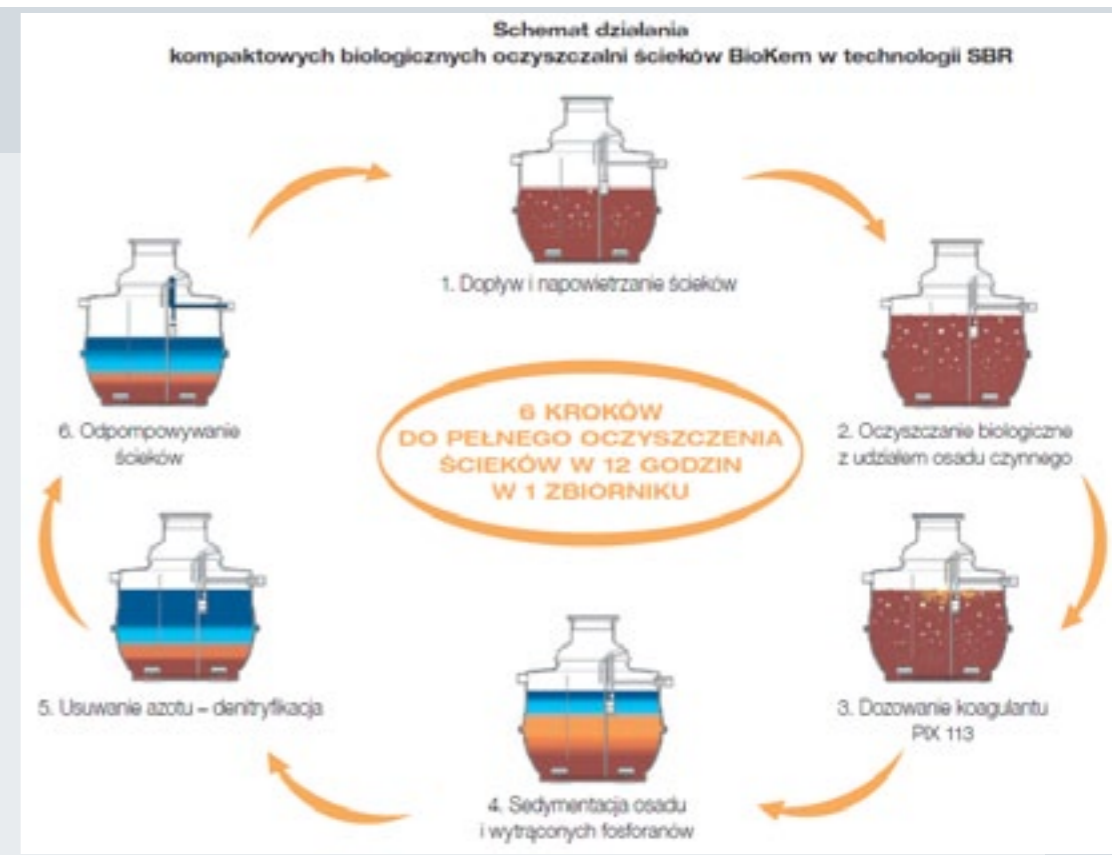 Schemat działania
kompaktowych biologicznych oczyszczalni ścieków BioKem w technologii SBR
1. Dopływ i napowietrzanie ścieków
2. Oczyszczanie biologiczne
z udziałem osadu czynnego
3. Dozowanie koagulantu
PIX 113
4. Sedymentacja osadu
i wytrąconych fosforanów
5. Usuwanie azotu – denitryfikacja
6. Odpompowywanie
ścieków
6 KROKÓW
DO PEŁNEGO OCZYSZCZENIA
ŚCIEKÓW W 12 GODZIN
W 1 ZBIORNIKU